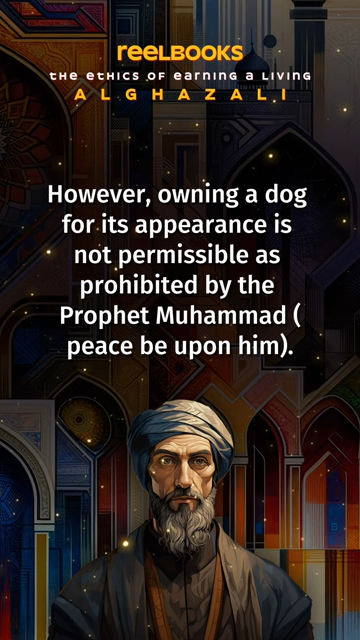 reelBOOKS
the ethics of earning a living
ALGHAZALI
However, owning a dog
for its appearance is
not permissible as
prohibited by the
Prophet Muhammad (
peace be upon him).